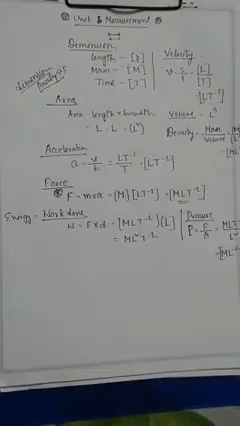 Unit & Measurement
dimension Analysis
Dimension
length - [L]
Mass - [M]
Time - [T]
Velocity
[L]
[T]
[LT⁻¹]
Area
Area - length × breadth
L . L - [L²]
Volume - L³
Density - Mass
Volume
Acceleration
a = v/t = LT⁻¹/T = [LT⁻²]
Force
F = m×a = [M] [LT⁻²] = [MLT⁻²]
Energy = Work done
W = F×d = [MLT⁻²] [L]
= ML²T⁻²
Pressure
P = F/A =